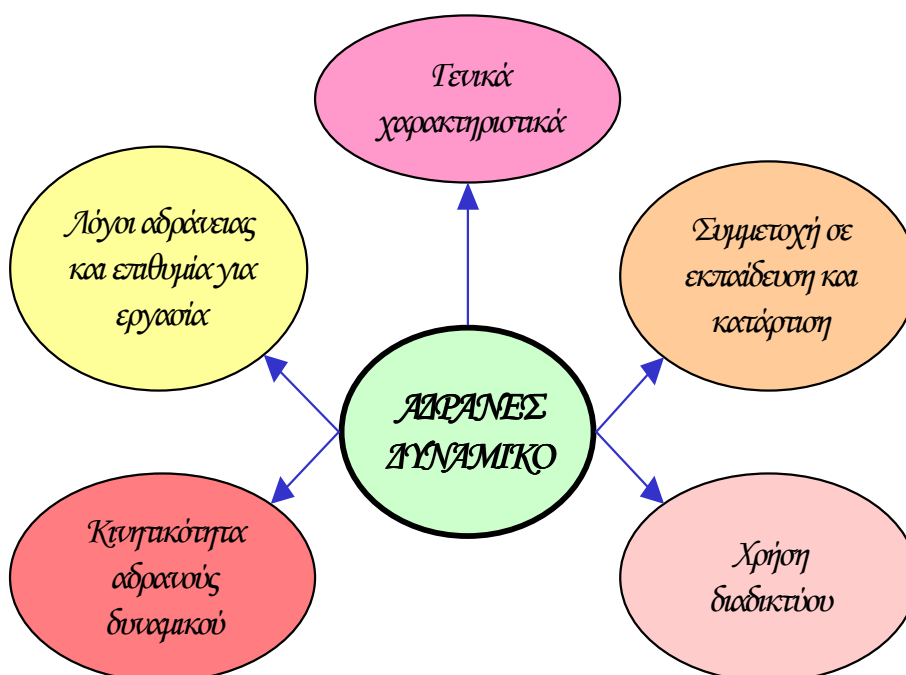 Γενικά
χαρακτηριστικά
Λόγοι αδράνειας
και επιθυμία για
εργασία
Συμμετοχή σε
εκπαίδευση και
κατάρτιση
ΑΔΡΑΝΕΣ
ΔΥΝΑΜΙΚΟ
Κινητικότητα
αδρανούς
δυναμικού
Χρήση
διαδικτύου